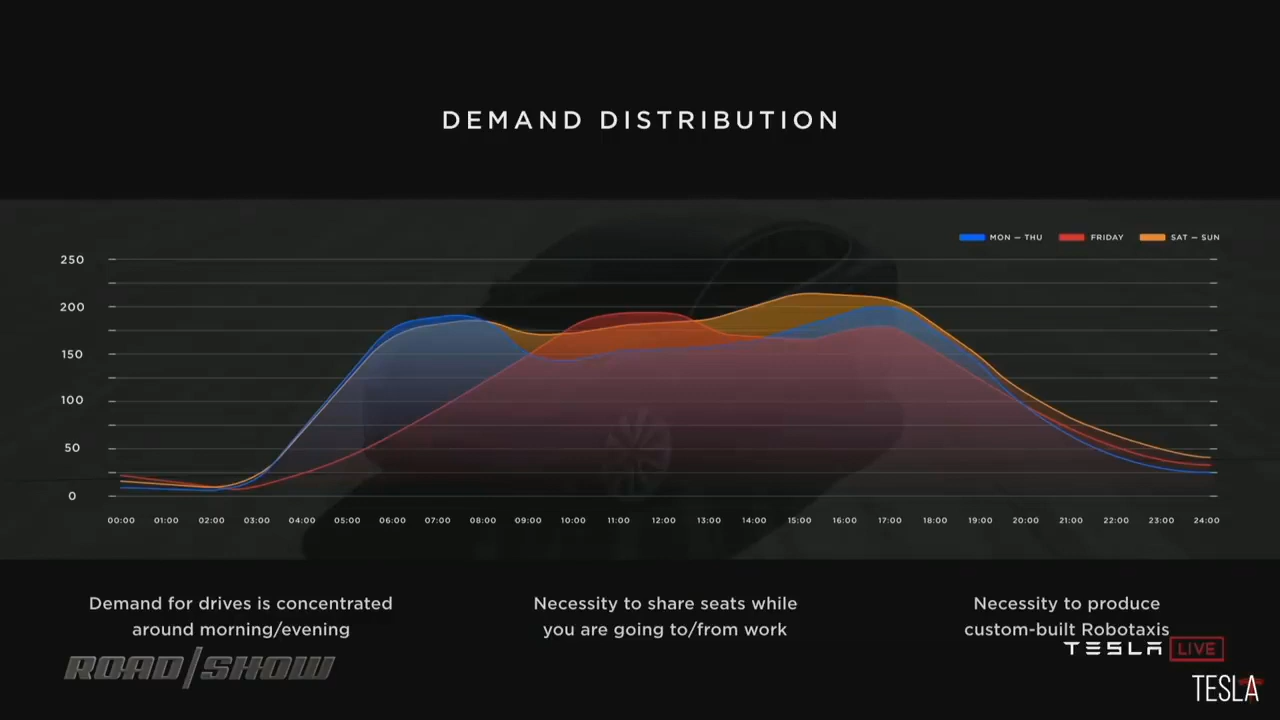 DEMAND DISTRIBUTION
MON – THU FRIDAY SAT – SUN
250
200
150
100
50
0
00:00 01:00 02:00 03:00 04:00 05:00 06:00 07:00 08:00 09:00 10:00 11:00 12:00 13:00 14:00 15:00 16:00 17:00 18:00 19:00 20:00 21:00 22:00 23:00 24:00
Demand for drives is concentrated
around morning/evening
Necessity to share seats while
you are going to/from work
Necessity to produce
custom-built Robotaxis
ROAD/SHOW
TESLA LIVE
TESLA